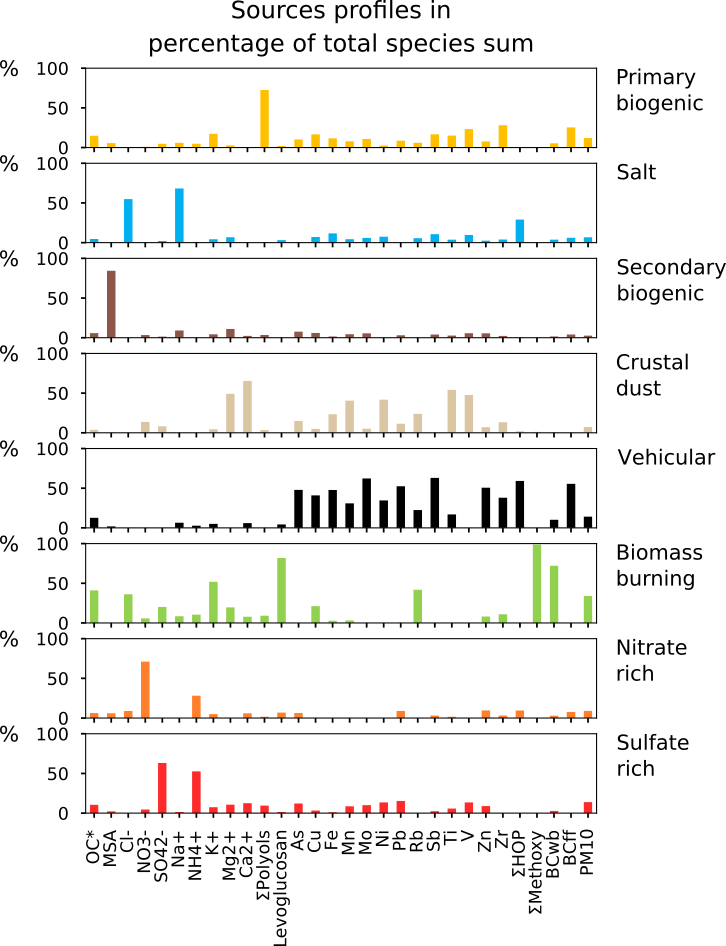 Sources profiles in
percentage of total species sum
% 100
50
0
Primary
biogenic
% 100
50
0
Salt
% 100
50
0
Secondary
biogenic
% 100
50
0
Crustal
dust
% 100
50
0
Vehicular
% 100
50
0
Biomass
burning
% 100
50
0
Nitrate
rich
% 100
50
0
Sulfate
rich
OC*
MSA
Cl-
NO3-
SO42-
Na+
NH4+
K+
Mg2+
Ca2+
ΣPolyols
Levoglucosan
As
Cu
Fe
Mn
Mo
Ni
Pb
Rb
Sb
Ti
V
Zn
Zr
ΣHOP
ΣMethoxy
BCwb
BCff
PM10